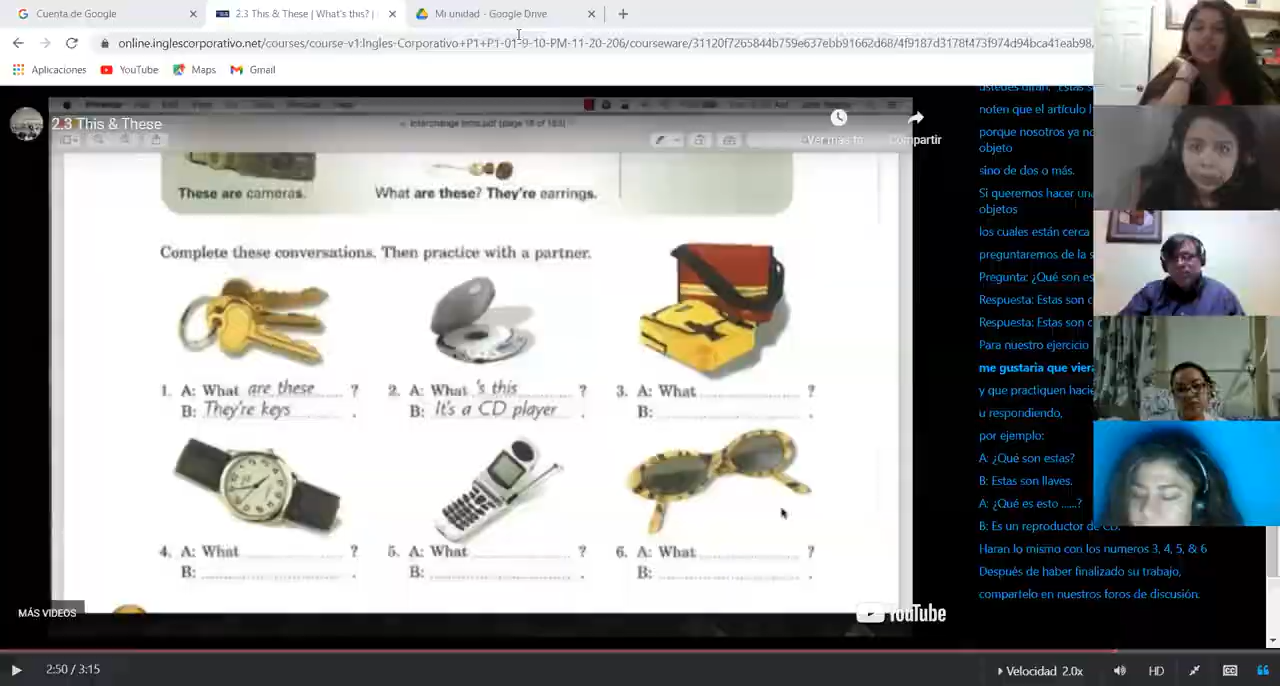 Cuenta de Google
2.3 This & These | What's this? |
Mi unidad - Google Drive
online.inglescorporativo.net/courses/course-v1:Ingles-Corporativo+P1+P1-01-9-10-PM-11-20-206/courseware/31120f7265844b759e637ebb91662d68/4f9187d3178f473f974d94bca41eab98,
Aplicaciones
YouTube
Maps
Gmail
2.3 This & These
Compartir
These are cameras.
What are these? They're earrings.
Complete these conversations. Then practice with a partner.
1. A: What are these ?
B: They're keys .
2. A: What 's this ?
B: It's a CD player .
3. A: What ?
B: .
4. A: What ?
B: .
5. A: What ?
B: .
6. A: What ?
B: .
MÁS VIDEOS
YouTube
noten que el artículo
porque nosotros ya no
objeto
sino de dos o más.
Si queremos hacer
objetos
los cuales están cerca
preguntaremos de la
Pregunta: ¿Qué son
Respuesta: Estas son
Respuesta: Estas son
Para nuestro ejercicio
me gustaria que
y que practiquen
u respondiendo,
por ejemplo:
A: ¿Qué son estas?
B: Estas son llaves.
A: ¿Qué es esto ......?
B: Es un reproductor de CD.
Haran lo mismo con los numeros 3, 4, 5, & 6
Después de haber finalizado su trabajo,
compartelo en nuestros foros de discusión.
2:50 / 3:15
Velocidad 2.0x
HD
CC